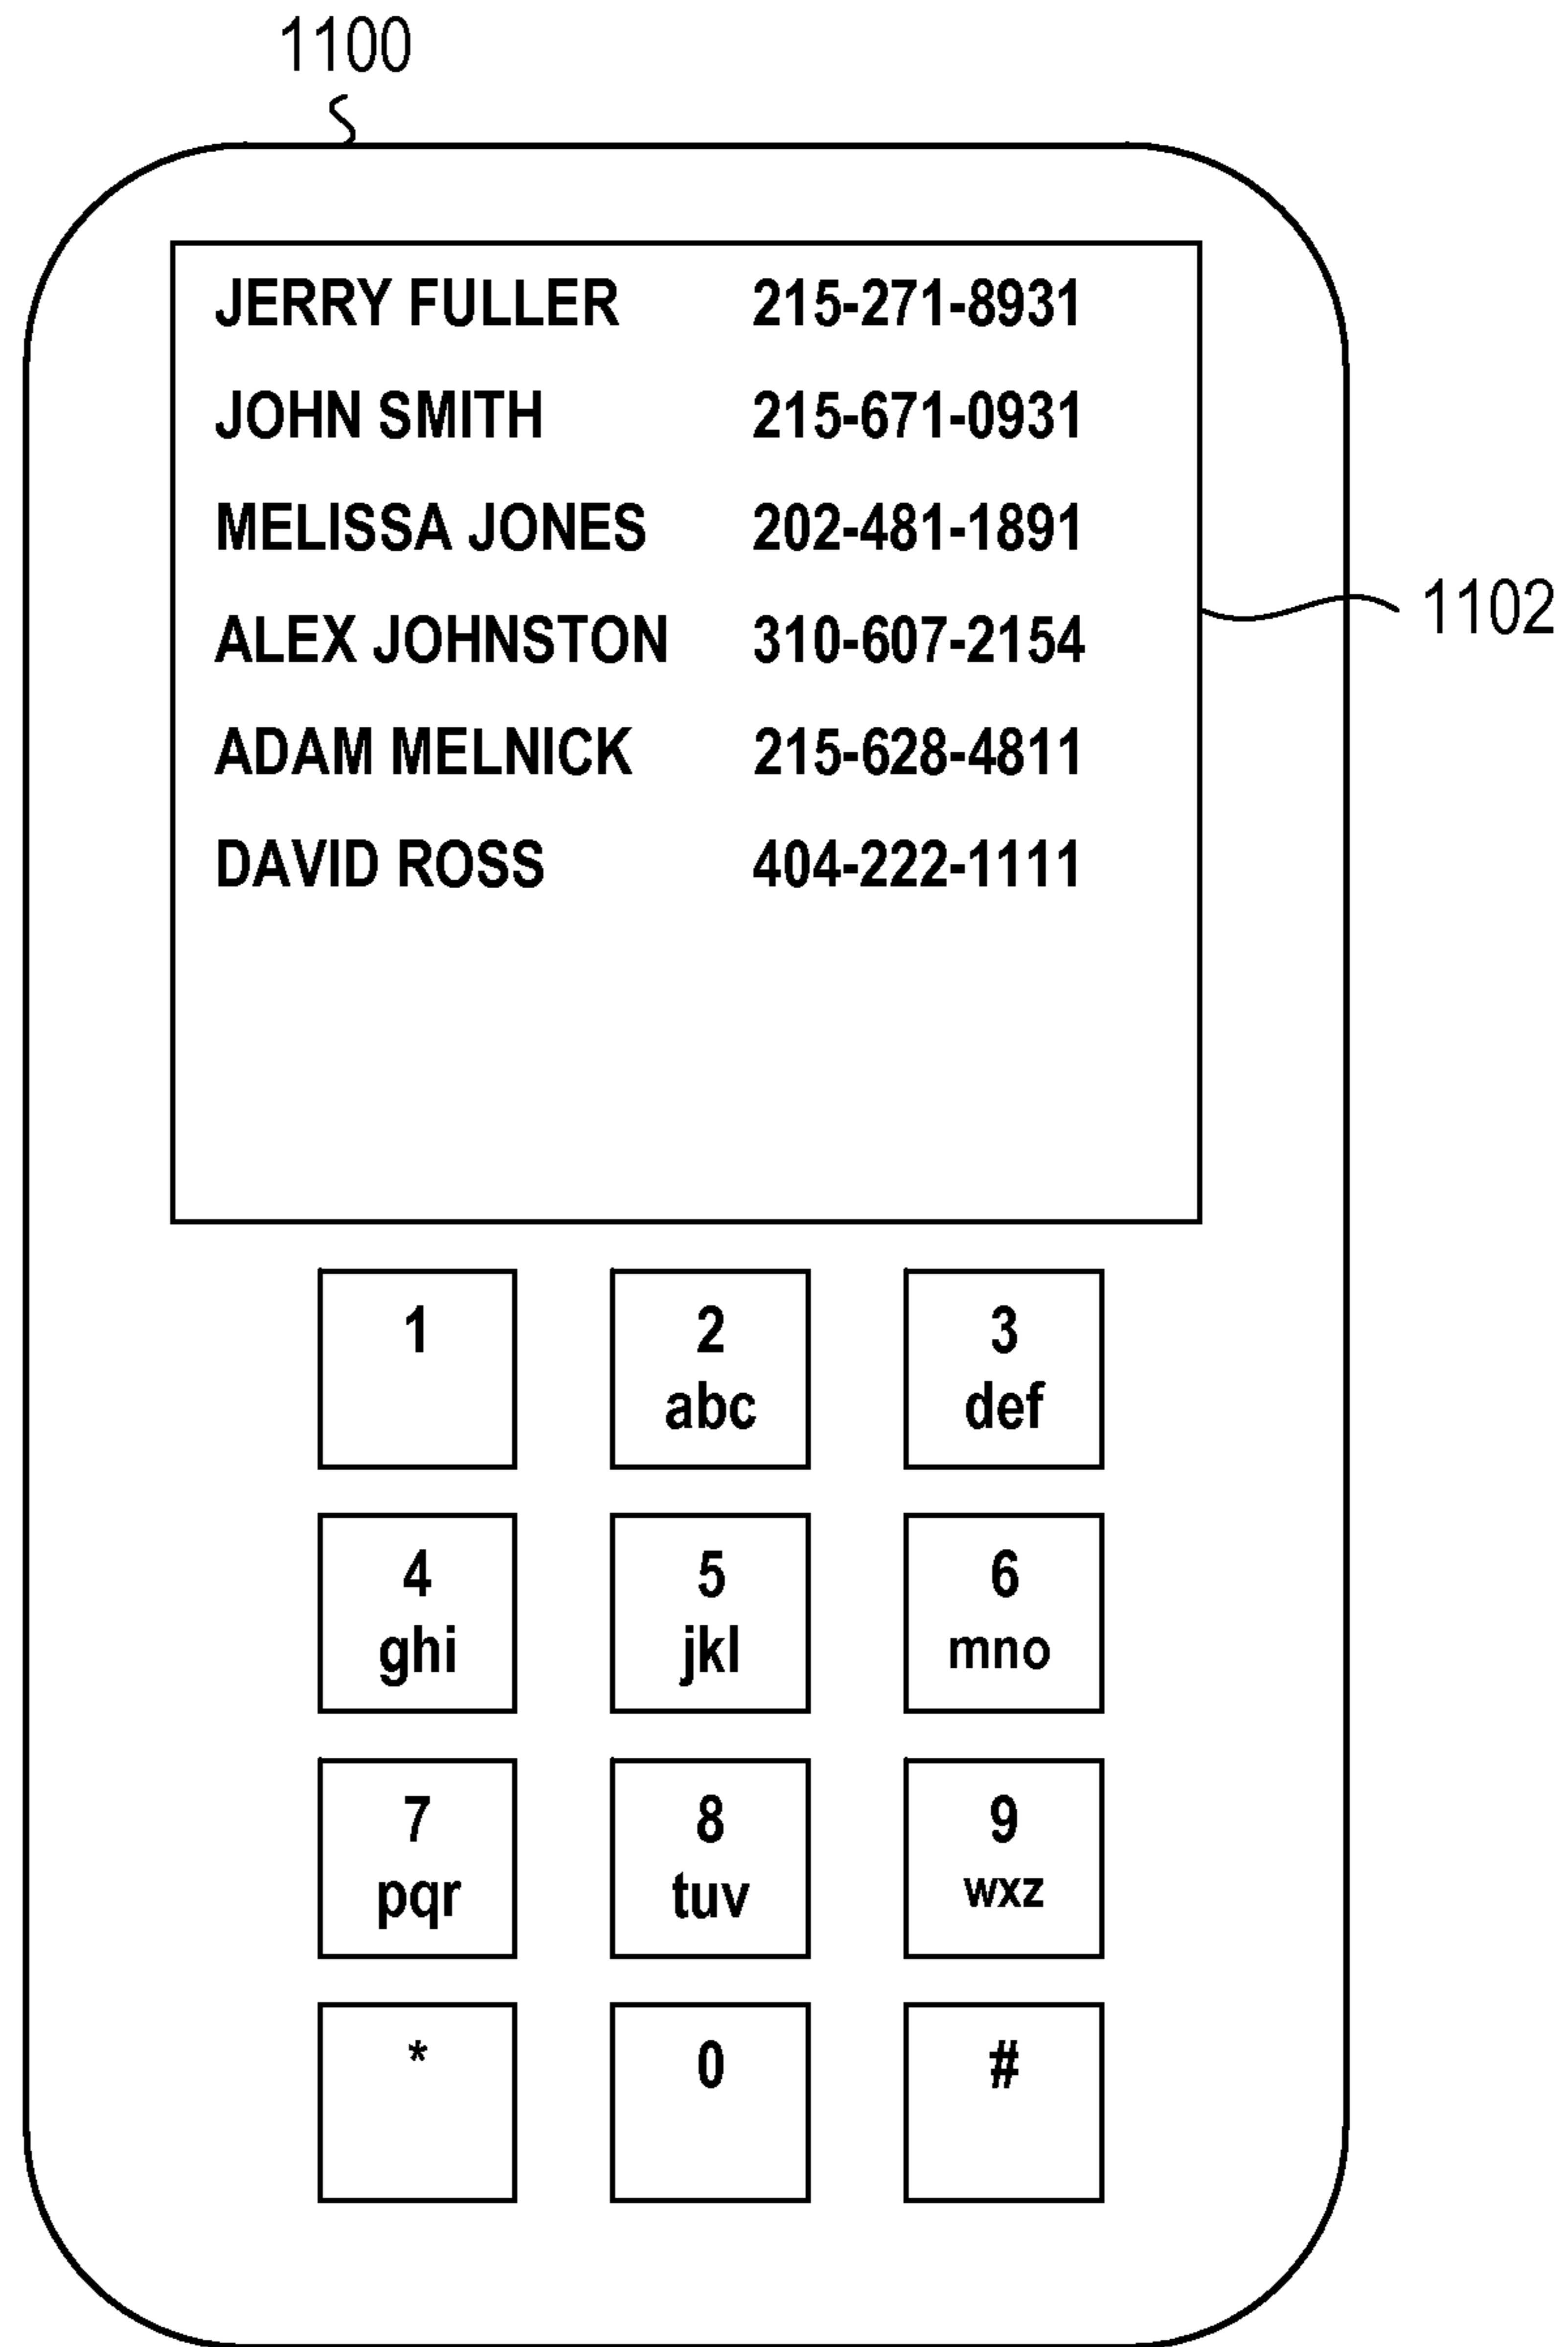 1100
JERRY FULLER 215-271-8931
JOHN SMITH 215-671-0931
MELISSA JONES 202-481-1891
ALEX JOHNSTON 310-607-2154
1102
ADAM MELNICK 215-628-4811
DAVID ROSS 404-222-1111
1 2 3
abc def
4 5 6
ghi jkl mno
7 8 9
pqr tuv wxz
* 0 #